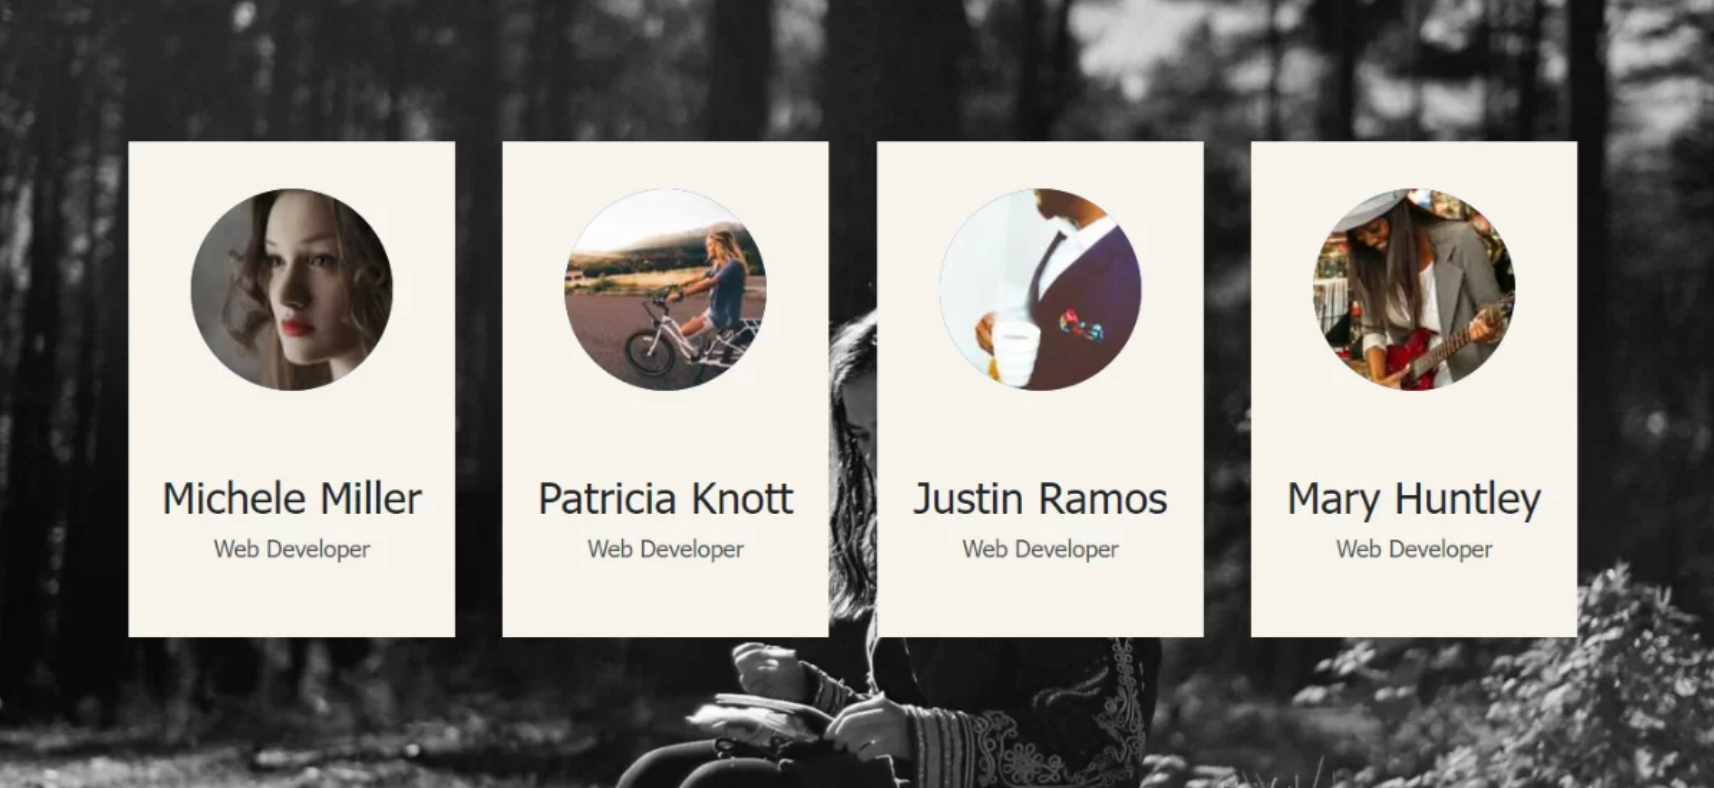 Michele Miller
Web Developer
Patricia Knott
Web Developer
Justin Ramos
Web Developer
Mary Huntley
Web Developer